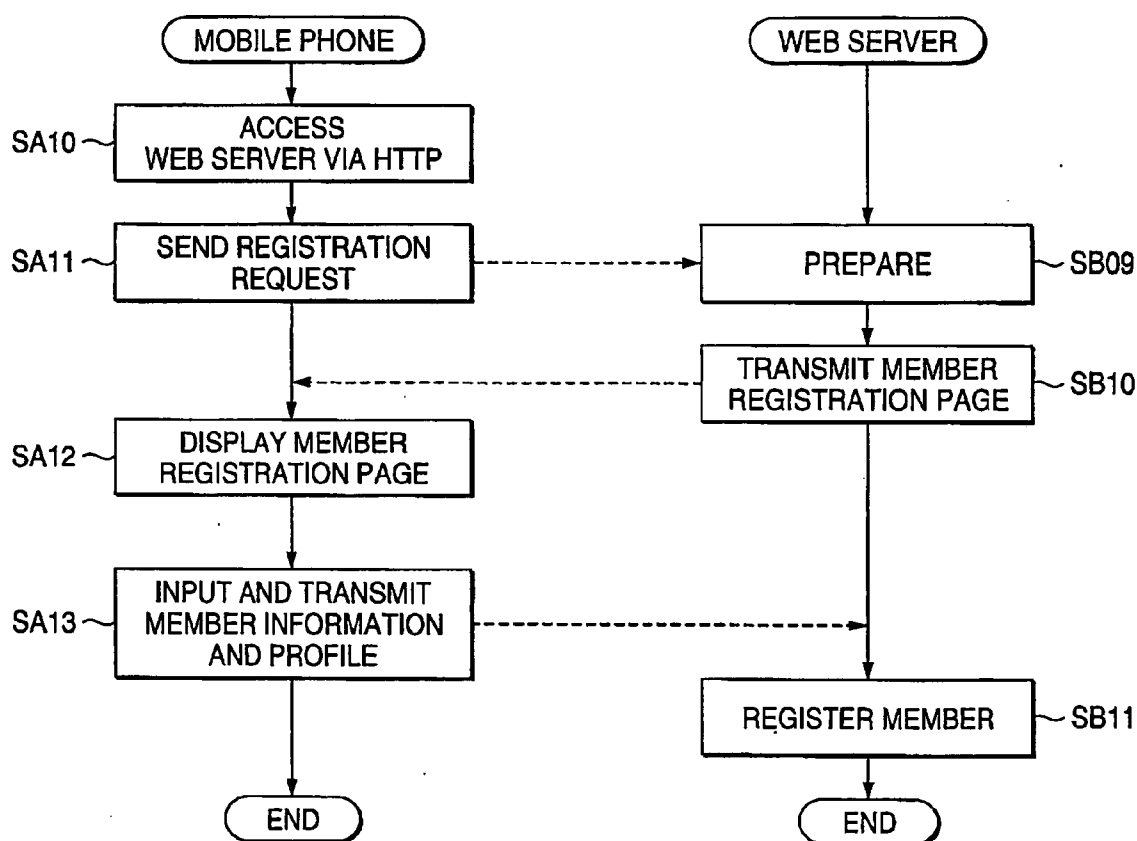 MOBILE PHONE
WEB SERVER
SA10
ACCESS
WEB SERVER VIA HTTP
SA11
SEND REGISTRATION
REQUEST
PREPARE
SB09
TRANSMIT MEMBER
REGISTRATION PAGE
SB10
SA12
DISPLAY MEMBER
REGISTRATION PAGE
SA13
INPUT AND TRANSMIT
MEMBER INFORMATION
AND PROFILE
REGISTER MEMBER
SB11
END
END